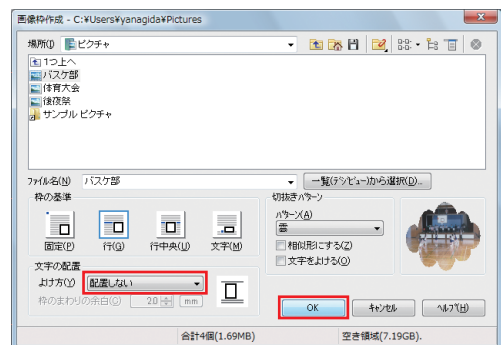 画像枠作成 - C:¥Users¥yanagida¥Pictures
場所(I) ピクチャ
1つ上へ
バスケ部
体育大会
後夜祭
サンプル ピクチャ
ファイル名(N) バスケ部 一覧(デジビュー)から選択(D)...
枠の基準
固定(P) 行(G) 行中央(U) 文字(M)
文字の配置
よけ方(Y) 配置しない
枠のまわりの余白(O) 2.0 mm
切抜きパターン
パターン(A)
雲
相似形にする(Z)
文字をよける(O)
OK キャンセル ヘルプ(H)
合計4個(1.69MB) 空き領域(7.19GB).